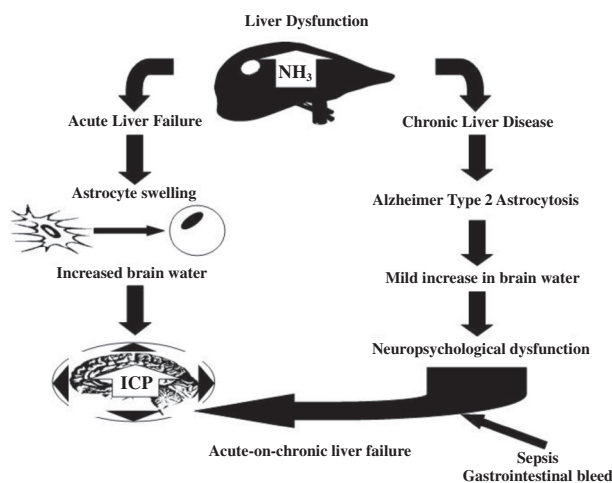 Liver Dysfunction
NH₃
Acute Liver Failure
Chronic Liver Disease
Astrocyte swelling
Alzheimer Type 2 Astrocytosis
Increased brain water
Mild increase in brain water
Neuropsychological dysfunction
ICP
Acute-on-chronic liver failure
Sepsis
Gastrointestinal bleed